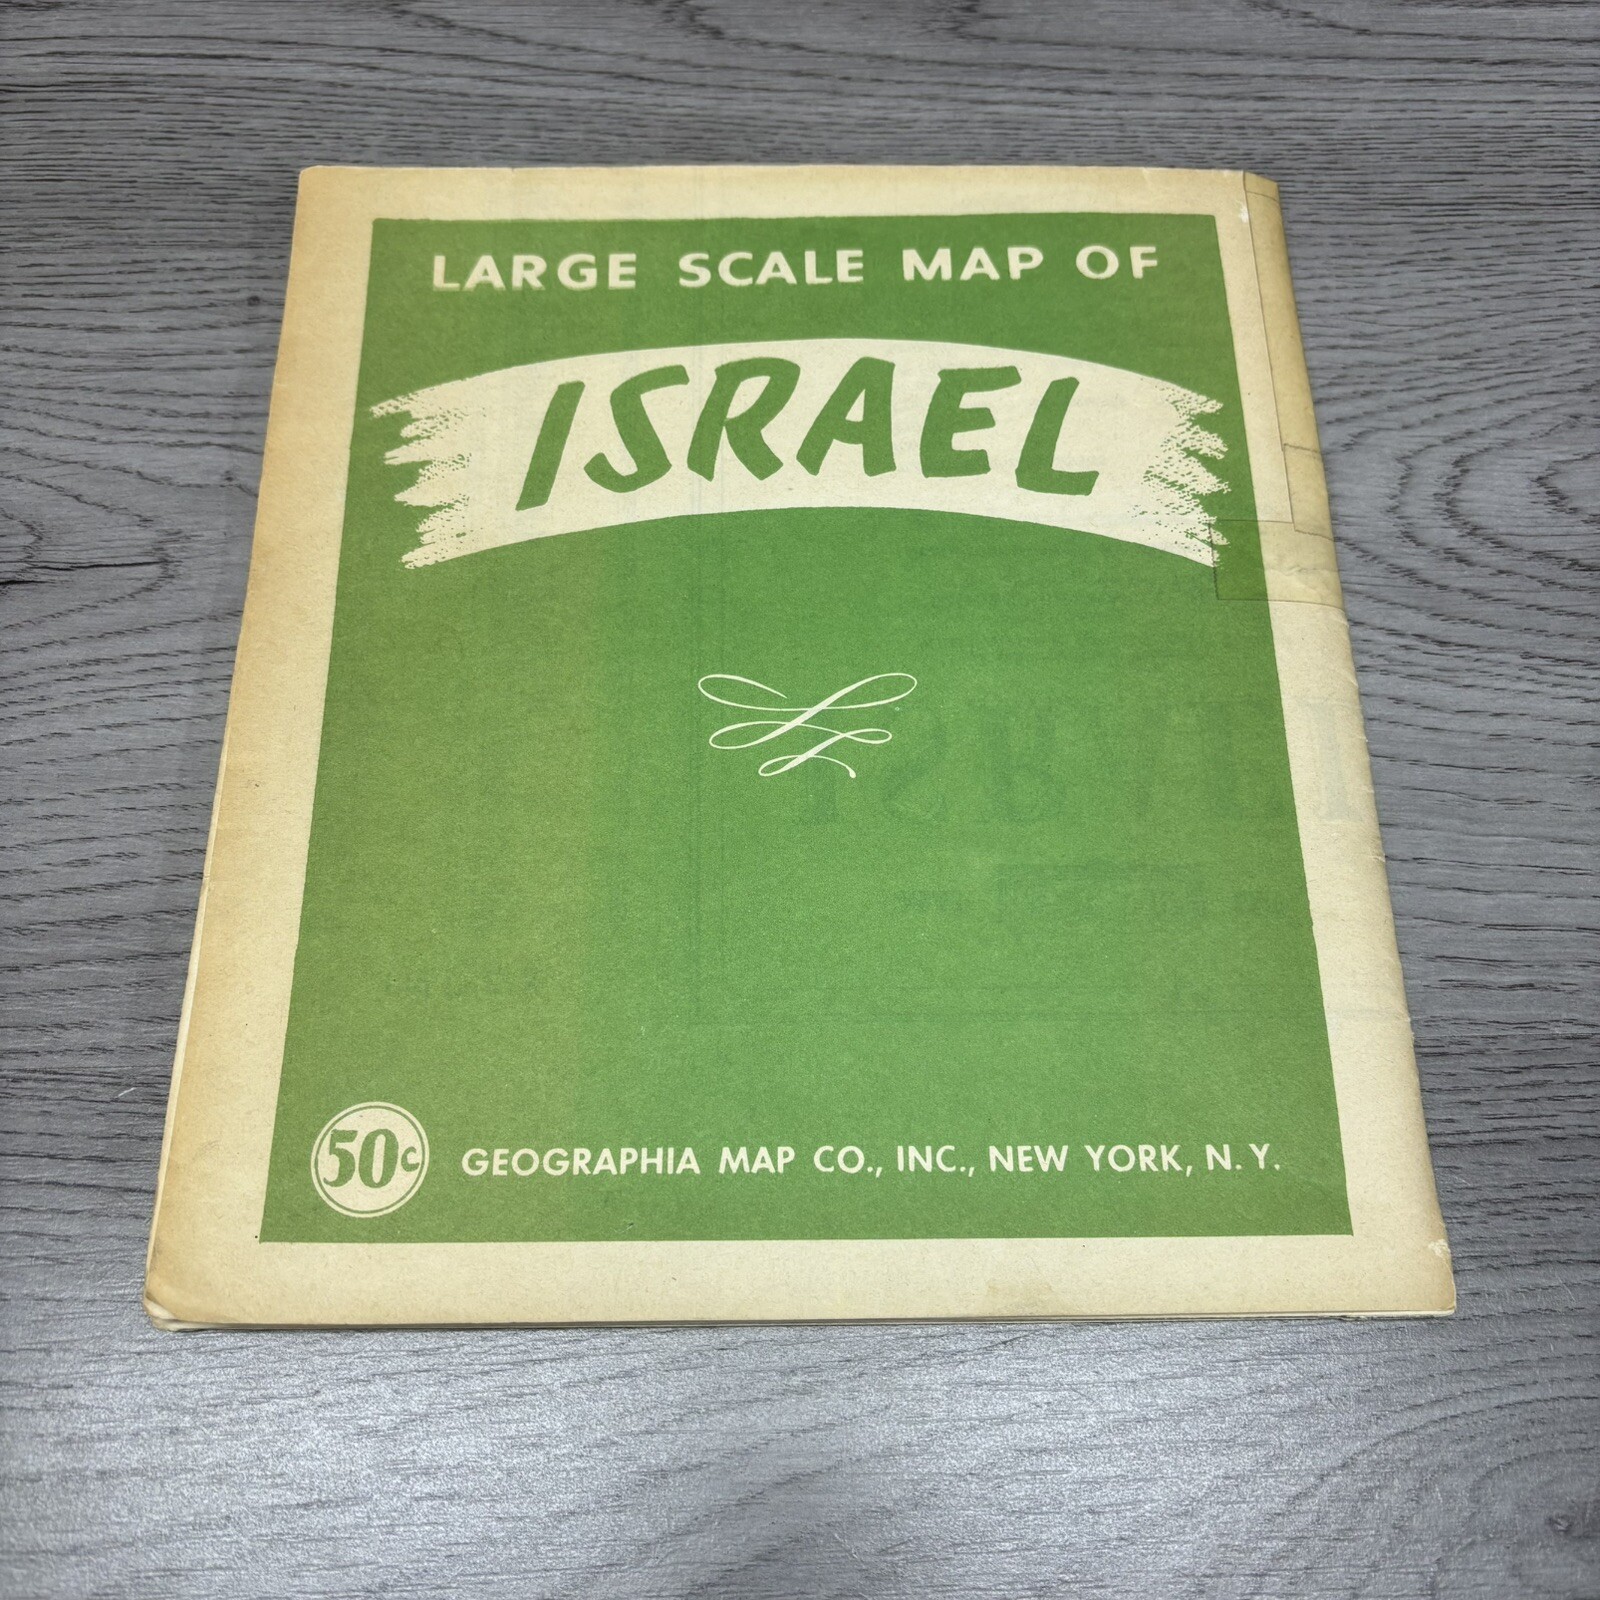 LARGE SCALE MAP OF
ISRAEL
50c
GEOGRAPHIA MAP CO., INC., NEW YORK, N. Y.